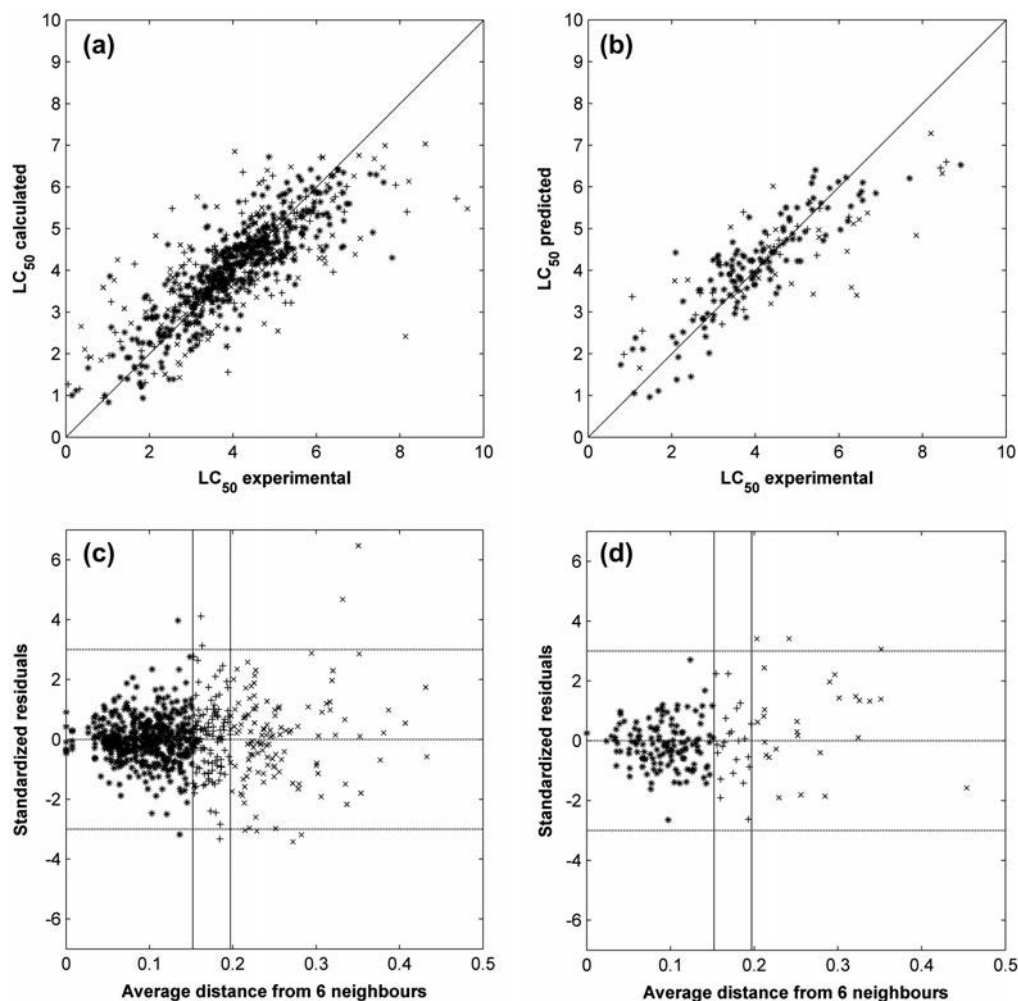 (a)
10
9
8
7
6
5
4
3
2
1
0
LC50 calculated
0 2 4 6 8 10
LC50 experimental
(b)
10
9
8
7
6
5
4
3
2
1
0
LC50 predicted
0 2 4 6 8 10
LC50 experimental
(c)
6
4
2
0
-2
-4
-6
Standardized residuals
0 0.1 0.2 0.3 0.4 0.5
Average distance from 6 neighbours
(d)
6
4
2
0
-2
-4
-6
Standardized residuals
0 0.1 0.2 0.3 0.4 0.5
Average distance from 6 neighbours